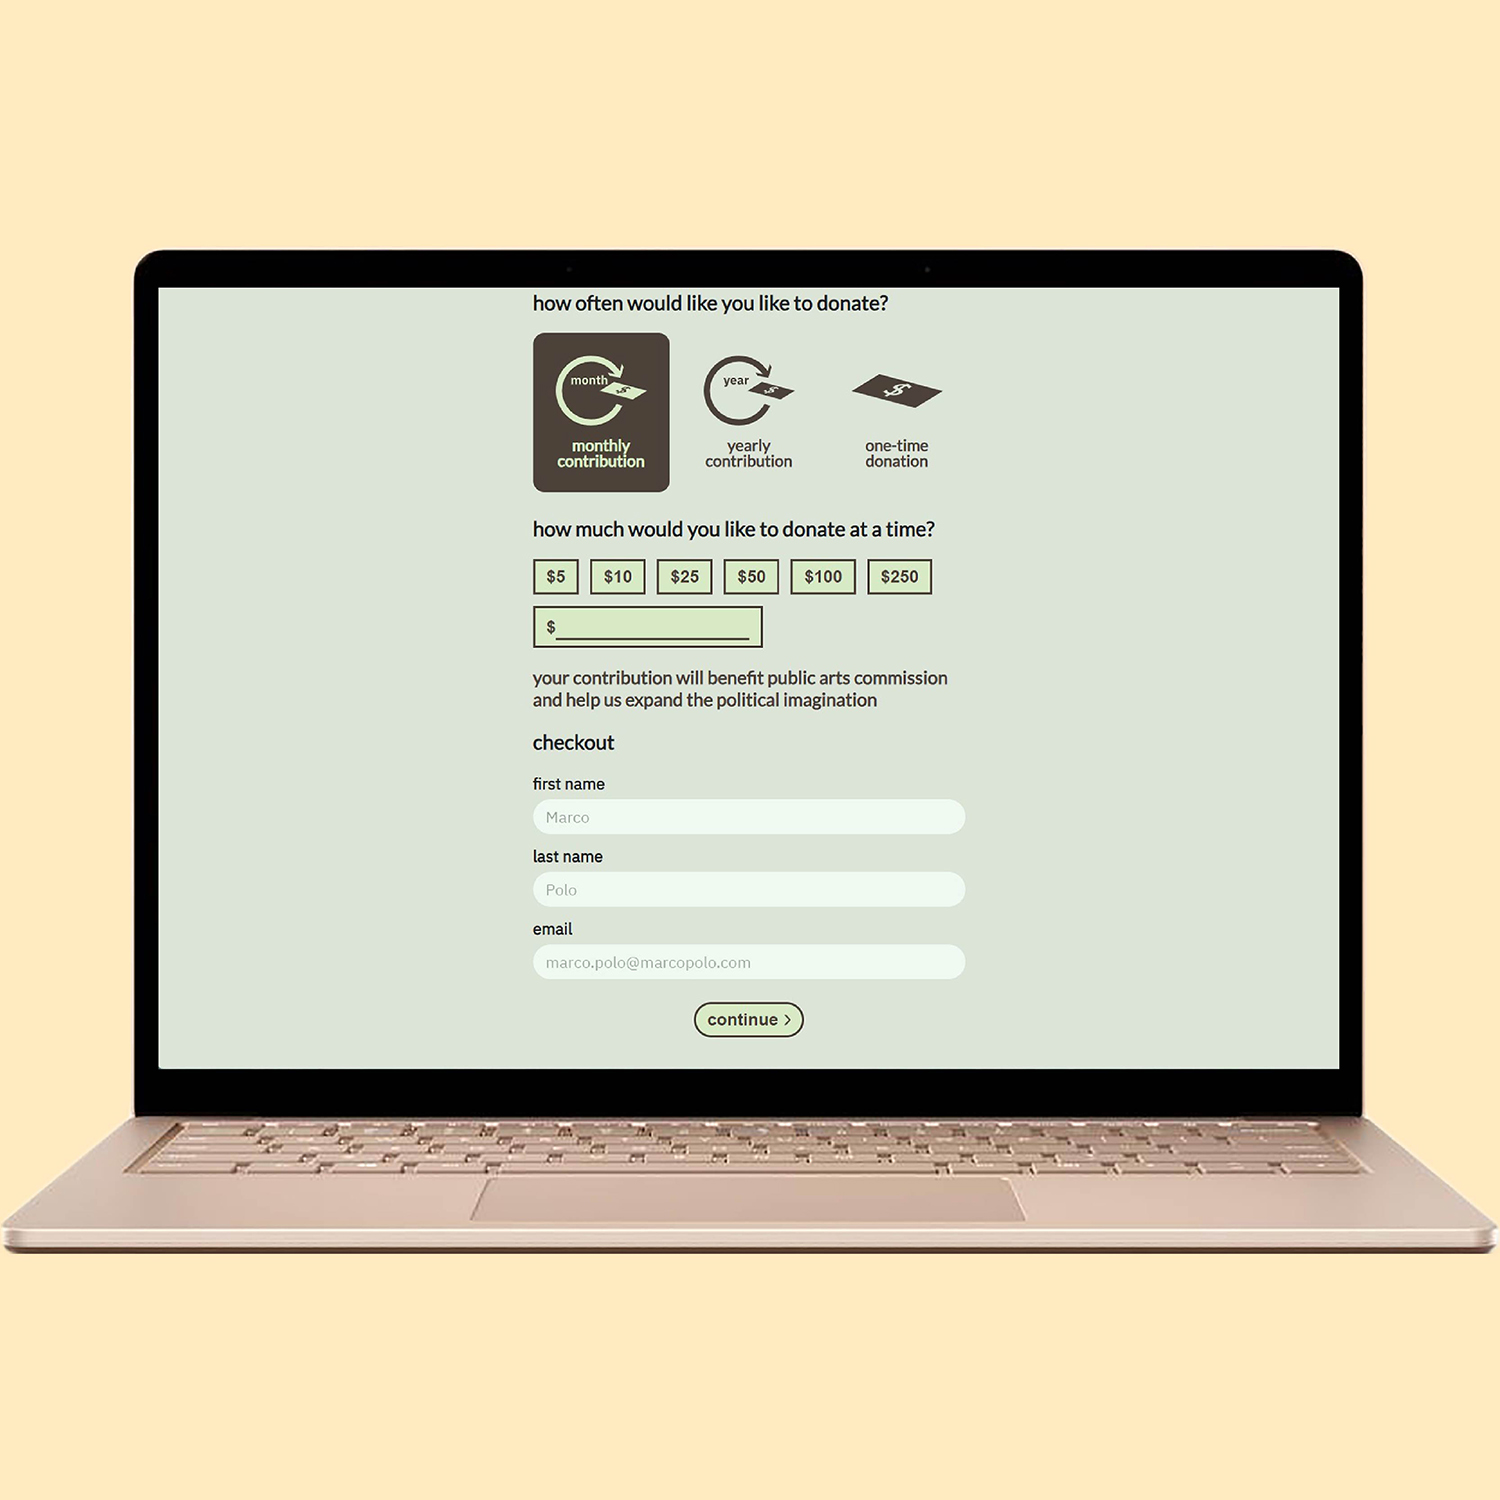 how often would like you like to donate?
month
year
monthly
contribution
yearly
contribution
one-time
donation
how much would you like to donate at a time?
$5 $10 $25 $50 $100 $250
$
your contribution will benefit public arts commission
and help us expand the political imagination
checkout
first name
Marco
last name
Polo
email
marco.polo@marcopolo.com
continue >